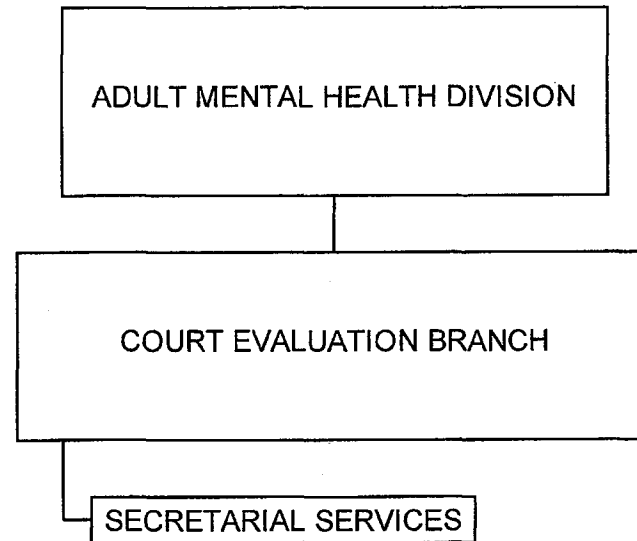 ADULT MENTAL HEALTH DIVISION
COURT EVALUATION BRANCH
SECRETARIAL SERVICES